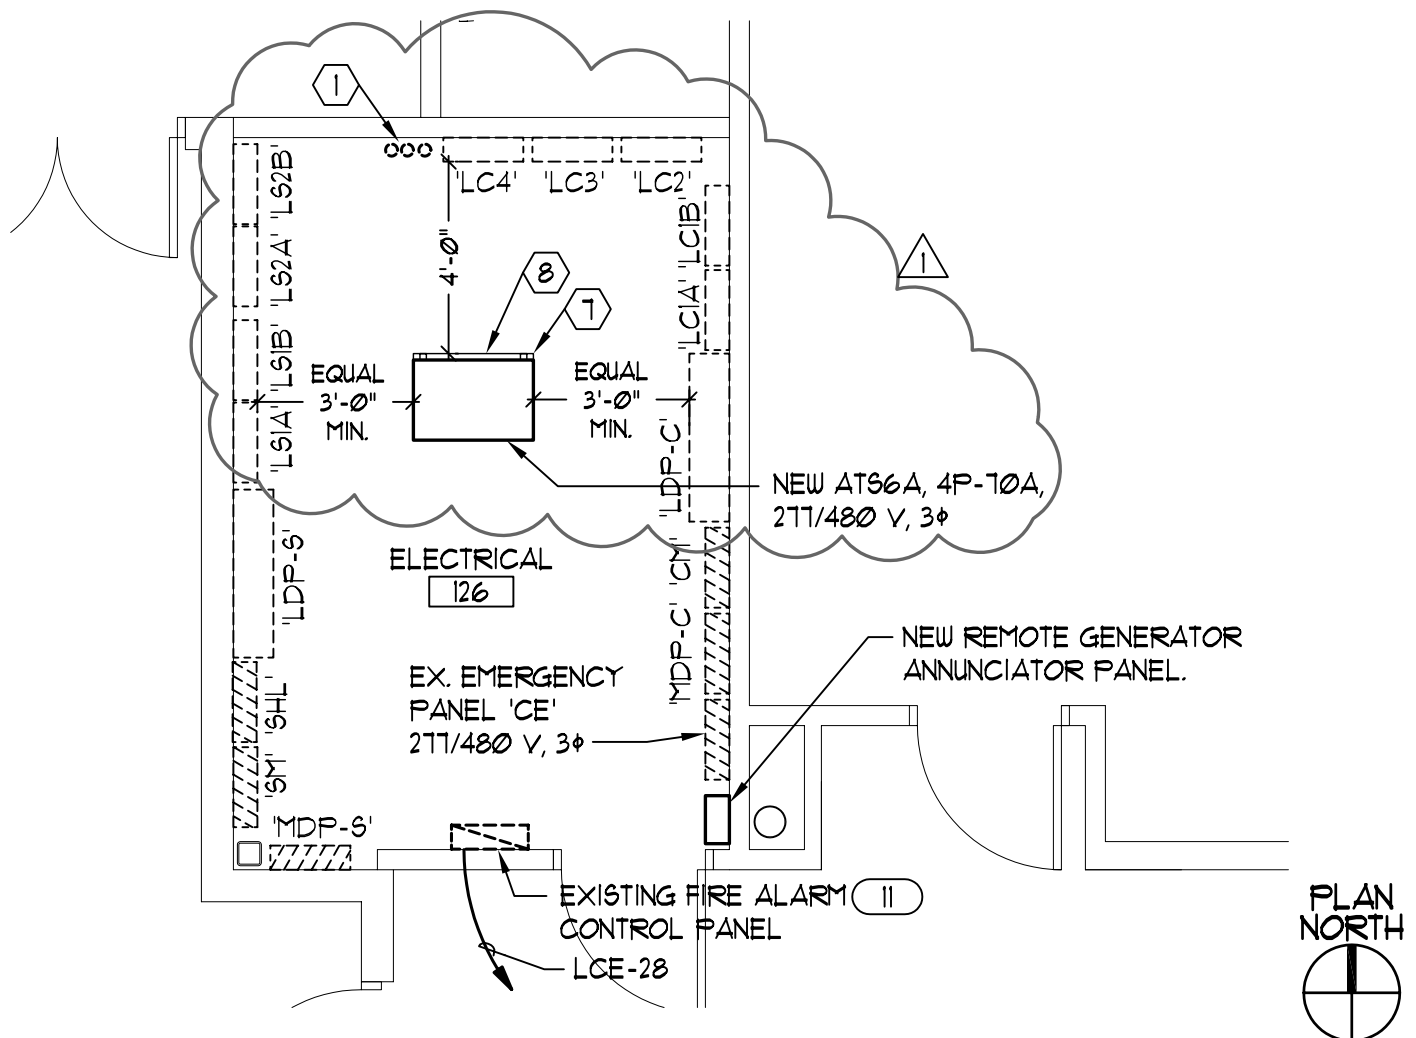 1
'LS2B'
'LC4'
'LC3'
'LC2'
'LC1B'
'LS2A'
4'-0"
8
1
'LC1A'
7
'LS1B'
EQUAL
3'-0"
MIN.
EQUAL
3'-0"
MIN.
'LS1A'
'LDP-C'
NEW ATS6A, 4P-70A,
277/480 V, 3ϕ
ELECTRICAL
126
'LDP-S'
'CM'
'MDP-C'
NEW REMOTE GENERATOR
ANNUNCIATOR PANEL.
EX. EMERGENCY
PANEL 'CE'
277/480 V, 3ϕ
'SHL'
'SM'
'MDP-S'
EXISTING FIRE ALARM
CONTROL PANEL
11
LCE-28
PLAN
NORTH